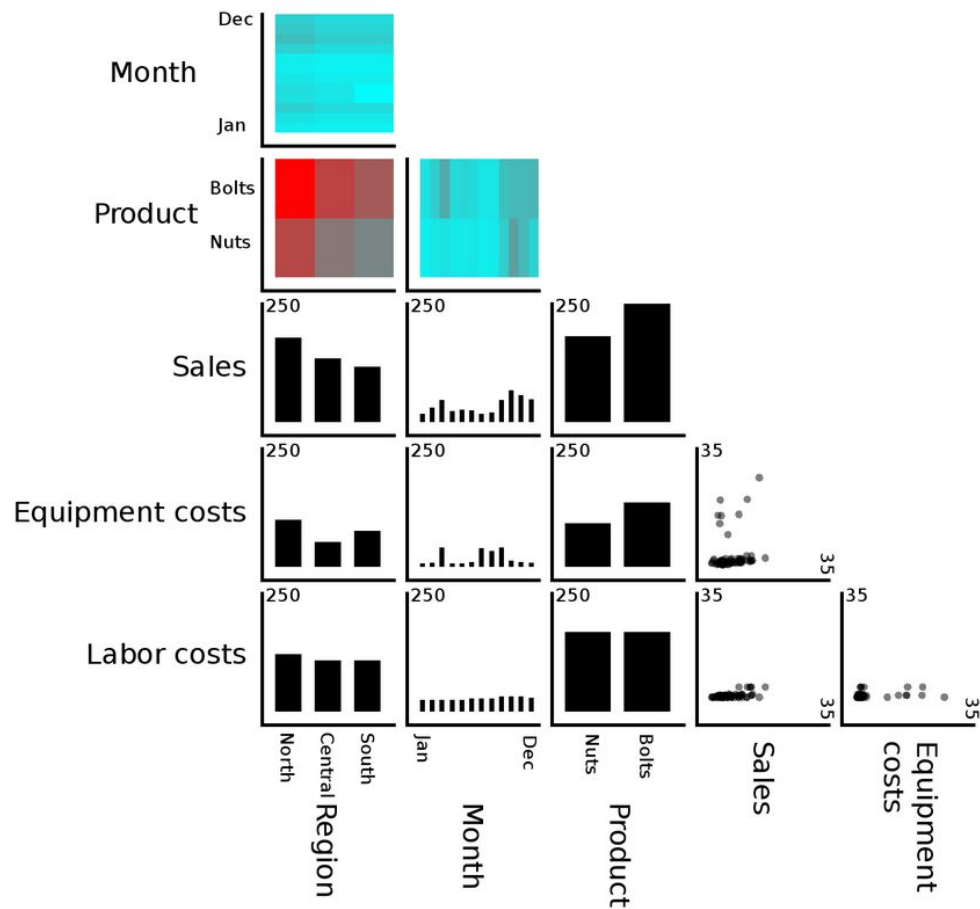 Dec
Month
Jan
Bolts
Product
Nuts
250
250
250
Sales
250
250
250
35
Equipment costs
35
250
250
250
35
35
Labor costs
35
35
North
Central
South
Jan
Dec
Nuts
Bolts
Region
Month
Product
Sales
Equipment
costs